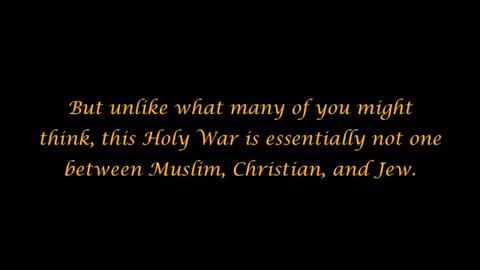 But unlike what many of you might
think, this Holy War is essentially not one
between Muslim, Christian, and Jew.